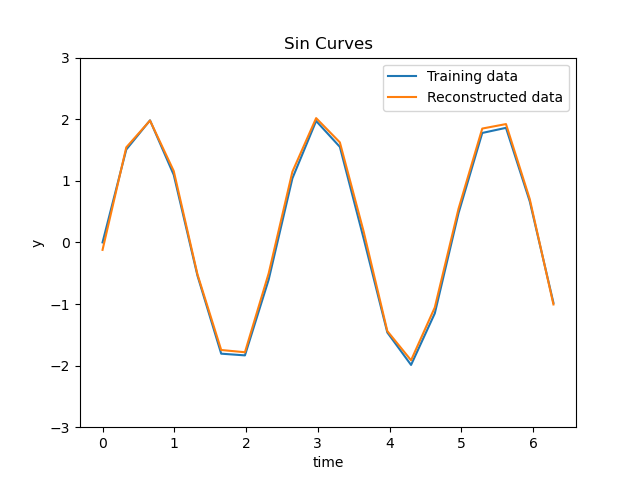 Sin Curves
Training data
Reconstructed data
3
2
1
0
−1
−2
−3
y
0 1 2 3 4 5 6
time